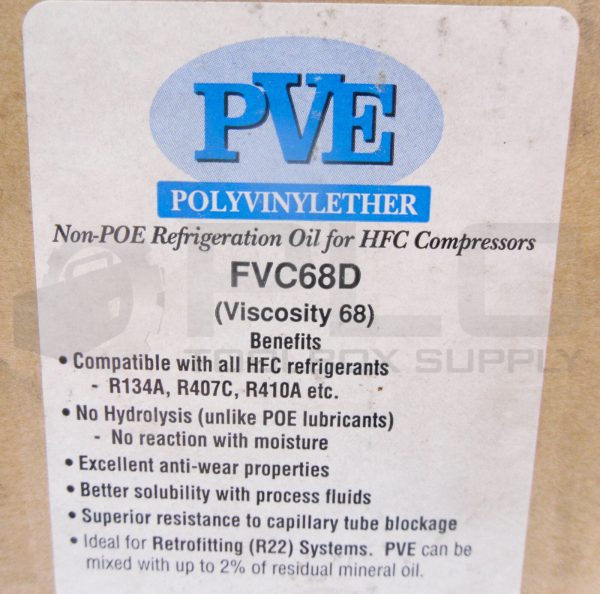 PVE
POLYVINYLETHER
Non-POE Refrigeration Oil for HFC Compressors
FVC68D
(Viscosity 68)
Benefits
• Compatible with all HFC refrigerants
- R134A, R407C, R410A etc.
• No Hydrolysis (unlike POE lubricants)
- No reaction with moisture
• Excellent anti-wear properties
• Better solubility with process fluids
• Superior resistance to capillary tube blockage
• Ideal for Retrofitting (R22) Systems. PVE can be
mixed with up to 2% of residual mineral oil.
PLC
TOOLBOX SUPPLY